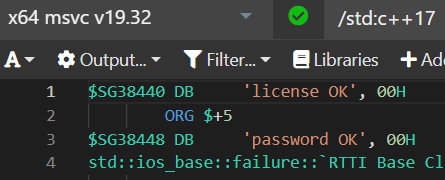 x64 msvc v19.32 /std:c++17
A Output... Filter... Libraries Add
1 $SG38440 DB 'license OK', 00H
2 ORG $+5
3 $SG38448 DB 'password OK', 00H
4 std::ios_base::failure::`RTTI Base Cl